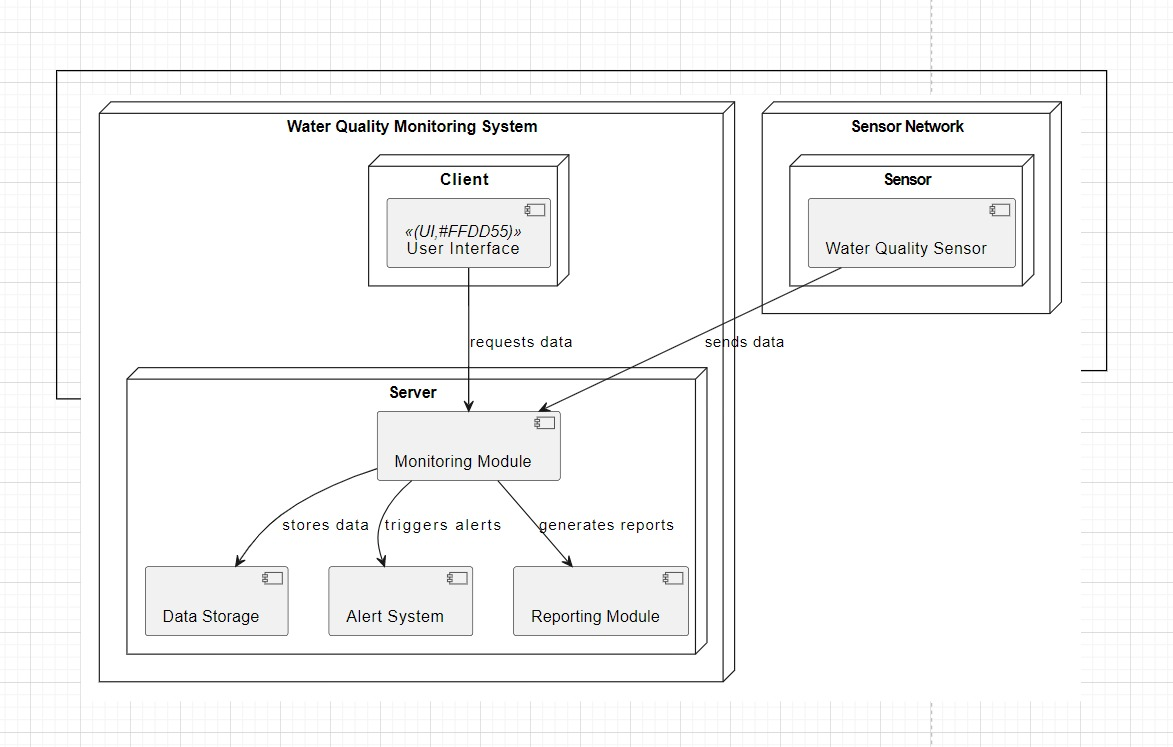 Water Quality Monitoring System
Sensor Network
Client
Sensor
«(UI,#FFDD55)»
User Interface
Water Quality Sensor
requests data
sends data
Server
Monitoring Module
stores data
triggers alerts
generates reports
Data Storage
Alert System
Reporting Module